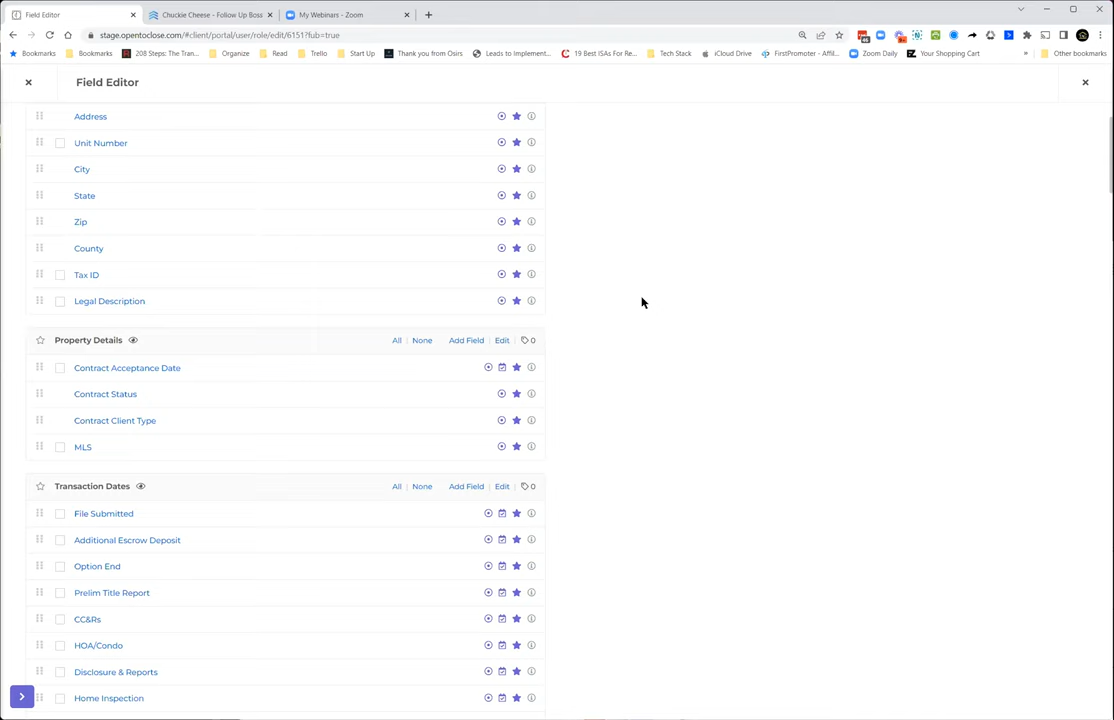 Field Editor
Chuckie Cheese - Follow Up Boss
My Webinars - Zoom
stage.opentoclose.com/#client/portal/user/role/edit/6151?fub=true
Bookmarks
Bookmarks
208 Steps: The Tran...
Organize
Read
Trello
Start Up
Thank you from Osirs
Leads to Implement...
19 Best ISAs For Re...
Tech Stack
iCloud Drive
FirstPromoter - Affil...
Zoom Daily
Your Shopping Cart
»
Other bookmarks
Field Editor
Address
Unit Number
City
State
Zip
County
Tax ID
Legal Description
Property Details All | None Add Field | Edit | 0
Contract Acceptance Date
Contract Status
Contract Client Type
MLS
Transaction Dates All | None Add Field | Edit | 0
File Submitted
Additional Escrow Deposit
Option End
Prelim Title Report
CC&Rs
HOA/Condo
Disclosure & Reports
Home Inspection